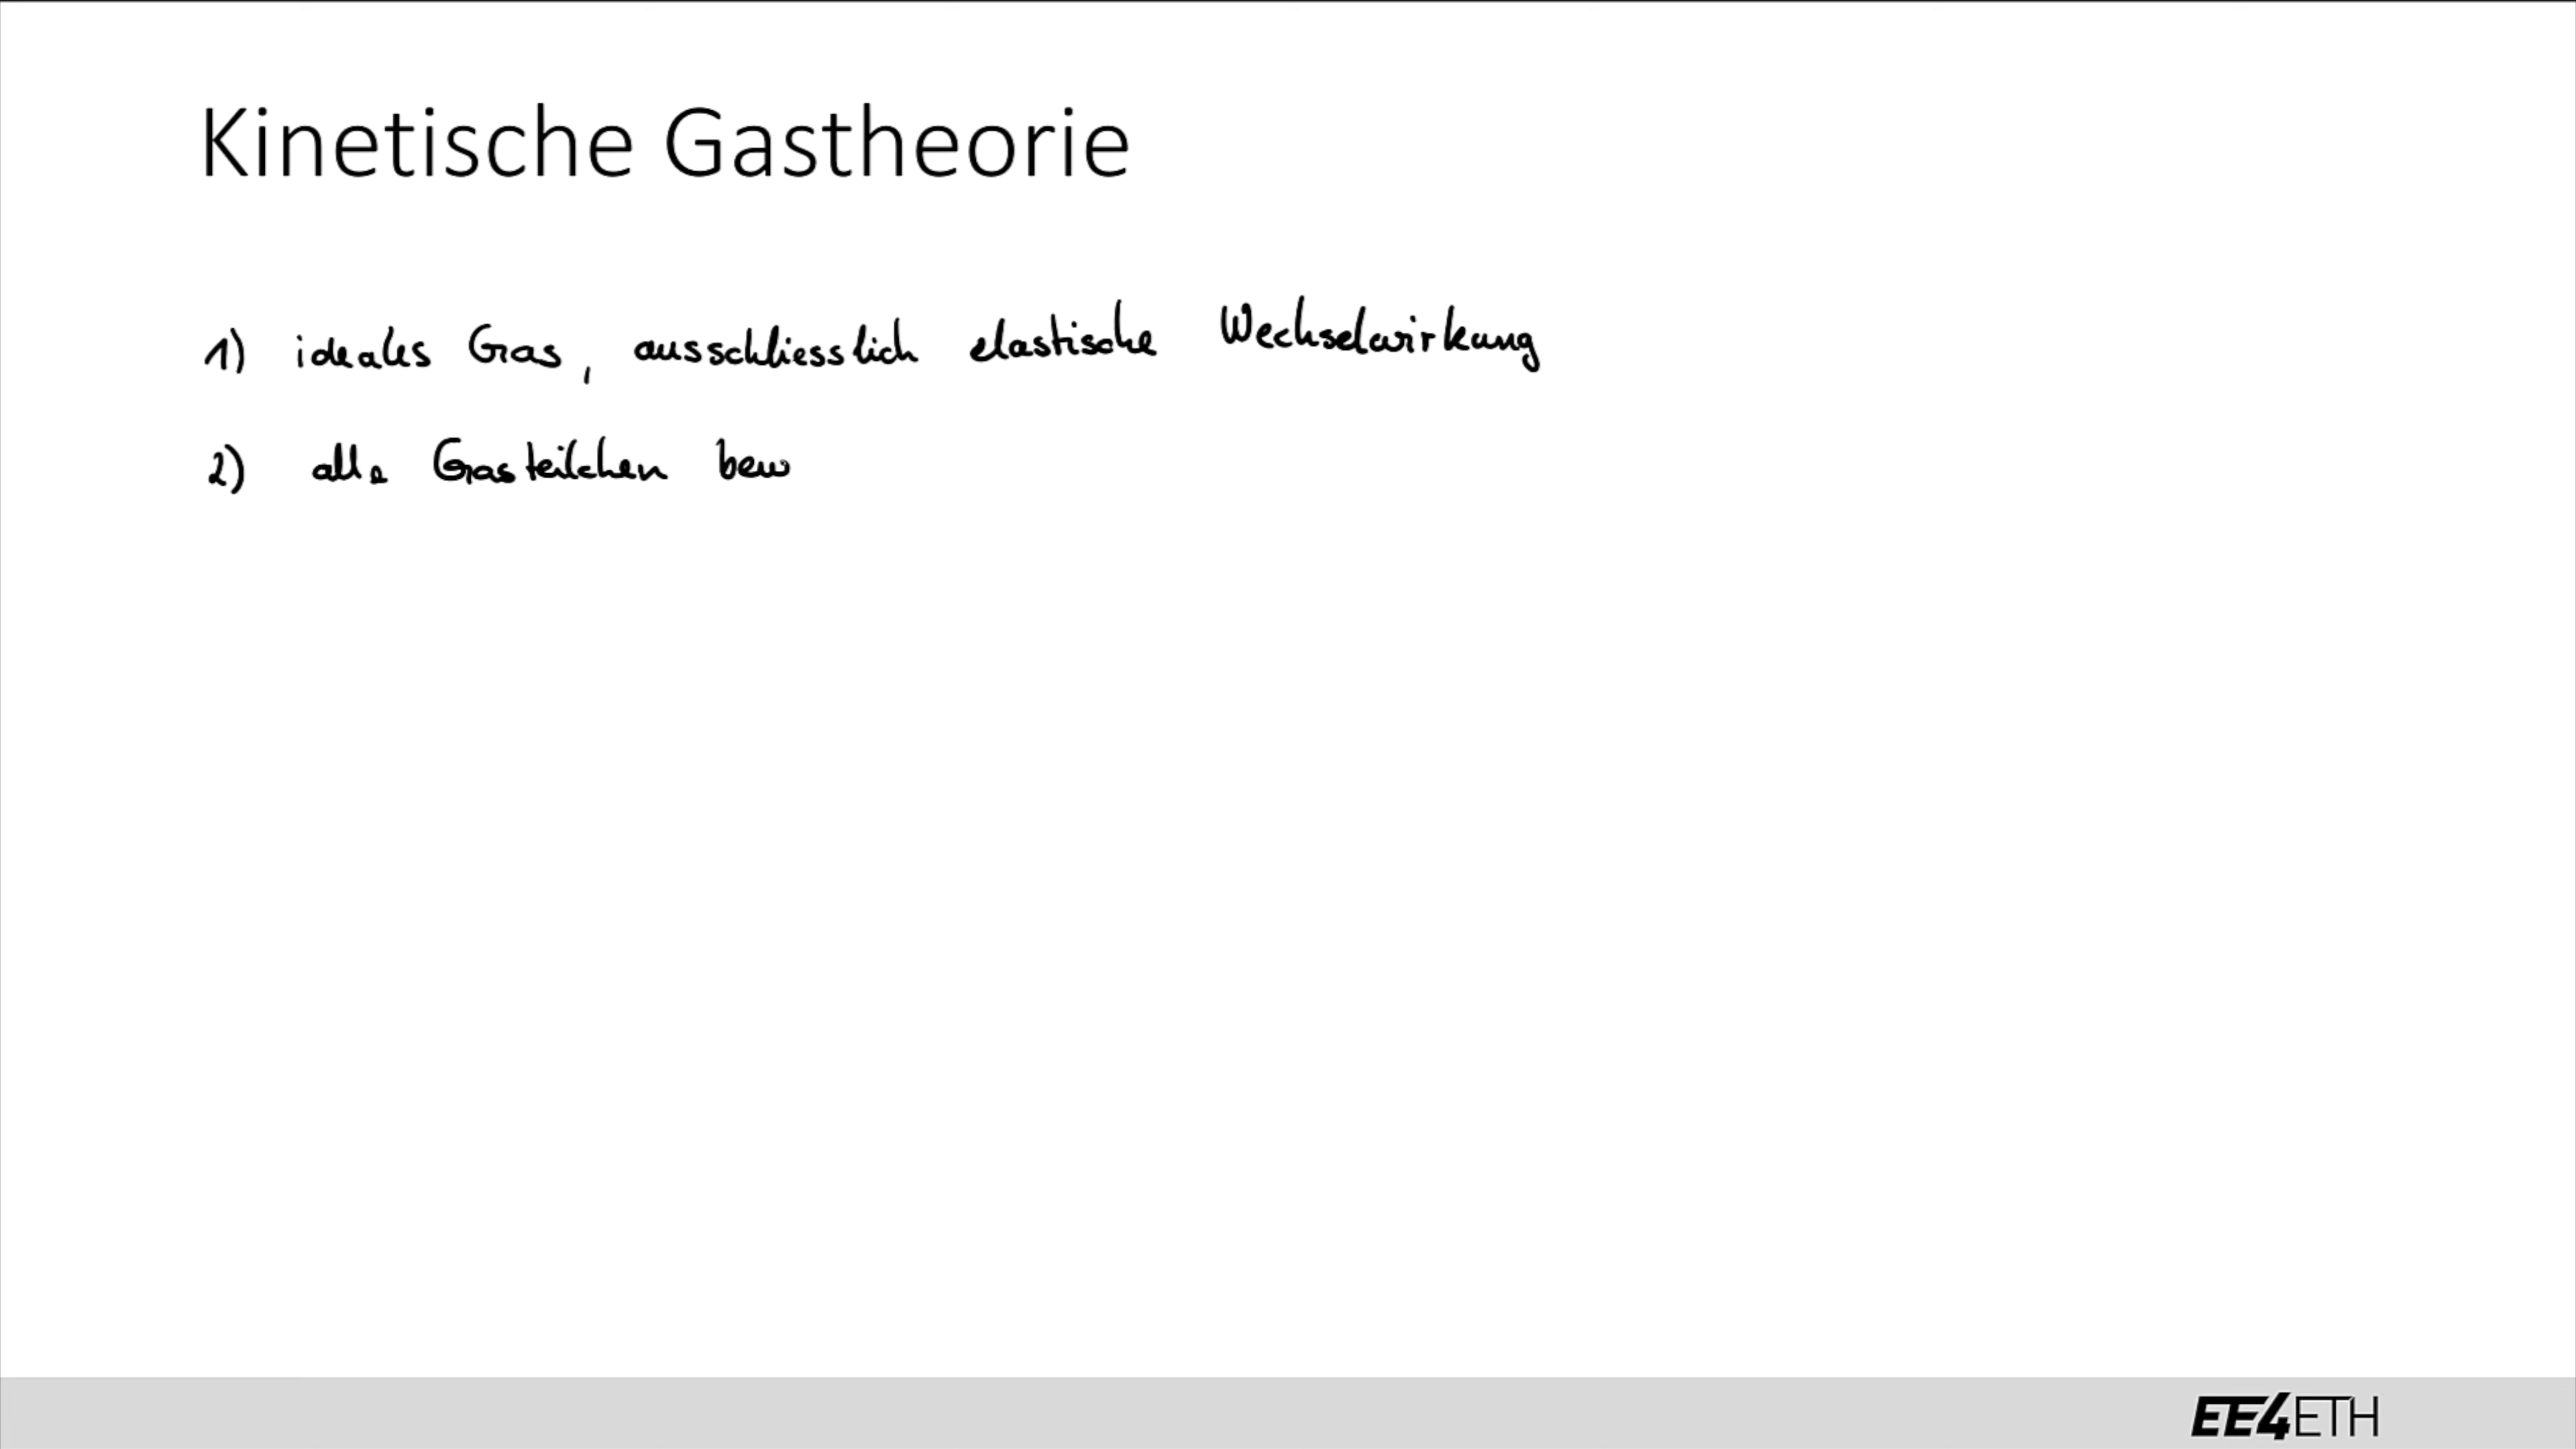 Kinetische Gastheorie
1) ideales Gas, ausschliesslich elastische Wechselwirkung
2) alle Gasteilchen bew
EE4ETH